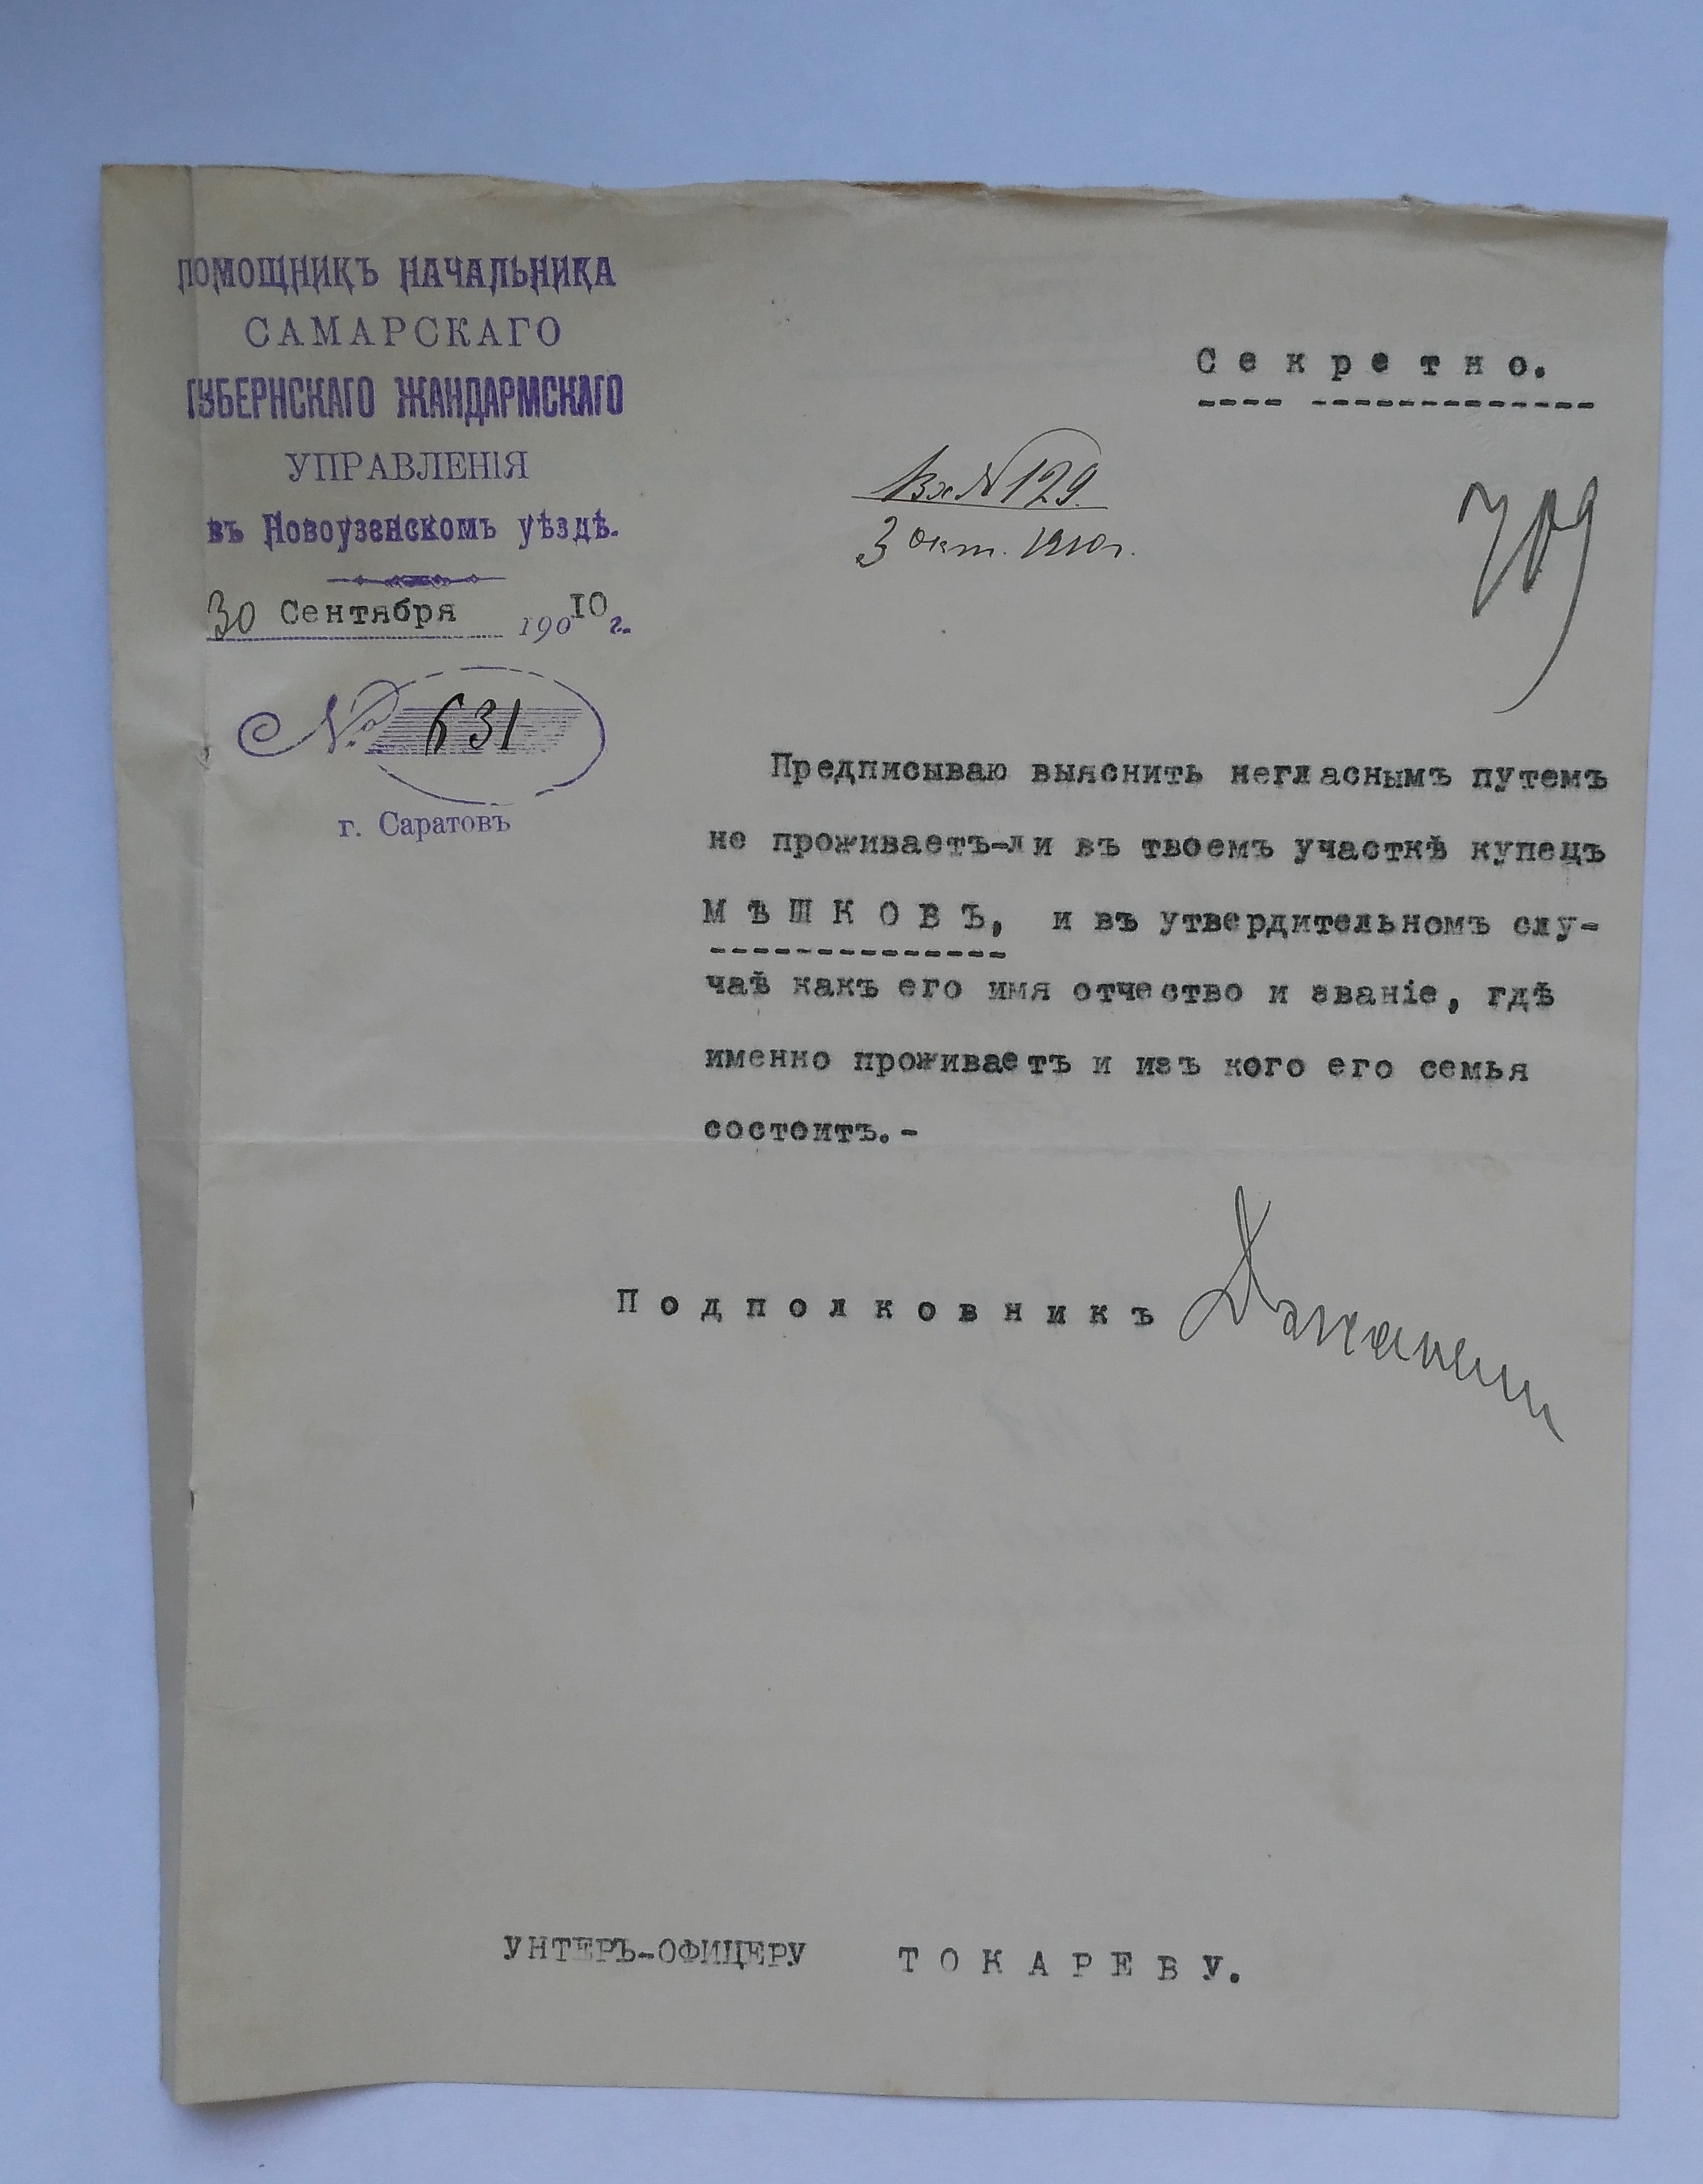 ПОМОЩНИКЪ НАЧАЛЬНИКА
САМАРСКАГО
ГУБЕРНСКАГО ЖАНДАРМСКАГО
УПРАВЛЕНІЯ
въ Новоузенскомъ уѣздѣ.
30 Сентября 19010 г.
№ 631
г. Саратовъ
Секретно.
Вх № 129.
3 окт. 1910 г.
709
Предписываю выяснить негласнымъ путемъ
не проживаетъ-ли въ твоемъ участкѣ купецъ
МѢШКОВЪ, и въ утвердительномъ слу-
чаѣ какъ его имя отчество и званіе, гдѣ
именно проживаетъ и изъ кого его семья
состоитъ.-
Подполковникъ
УНТЕРЪ-ОФИЦЕРУ ТОКАРЕВУ.